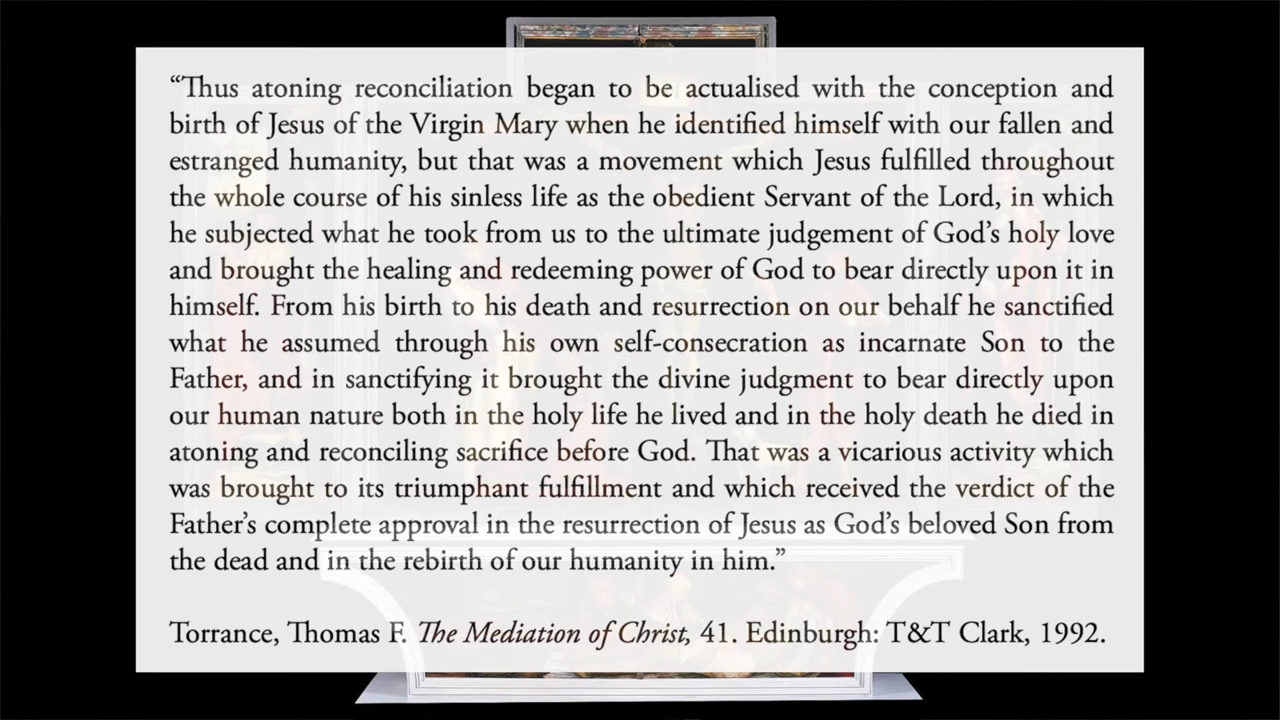 “Thus atoning reconciliation began to be actualised with the conception and
birth of Jesus of the Virgin Mary when he identified himself with our fallen and
estranged humanity, but that was a movement which Jesus fulfilled throughout
the whole course of his sinless life as the obedient Servant of the Lord, in which
he subjected what he took from us to the ultimate judgement of God’s holy love
and brought the healing and redeeming power of God to bear directly upon it in
himself. From his birth to his death and resurrection on our behalf he sanctified
what he assumed through his own self-consecration as incarnate Son to the
Father, and in sanctifying it brought the divine judgment to bear directly upon
our human nature both in the holy life he lived and in the holy death he died in
atoning and reconciling sacrifice before God. That was a vicarious activity which
was brought to its triumphant fulfillment and which received the verdict of the
Father’s complete approval in the resurrection of Jesus as God’s beloved Son from
the dead and in the rebirth of our humanity in him.”
Torrance, Thomas F. The Mediation of Christ, 41. Edinburgh: T&T Clark, 1992.